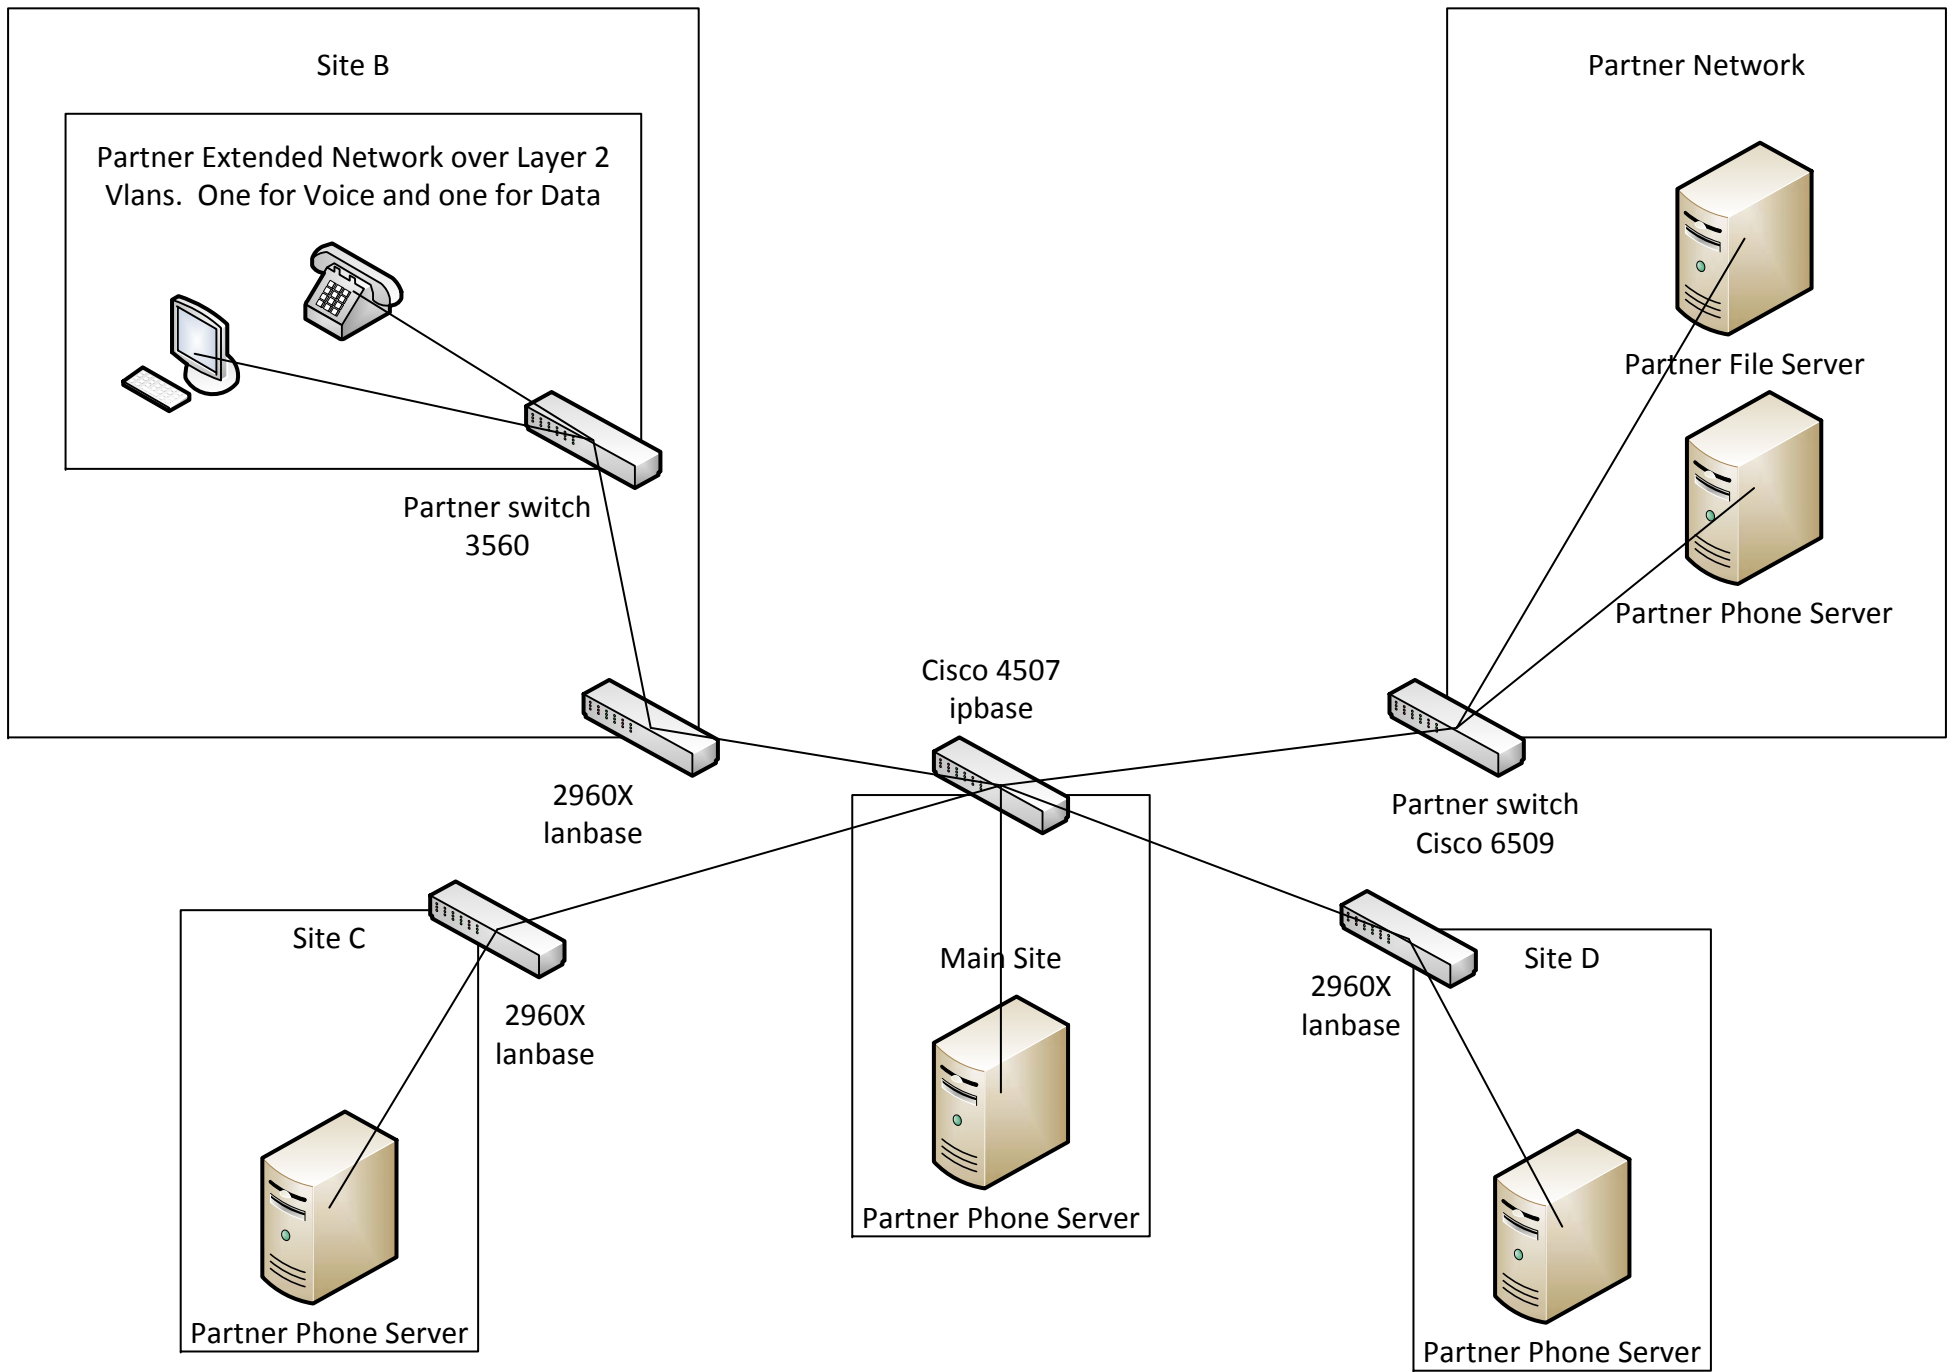 Site B
Partner Extended Network over Layer 2
Vlans.  One for Voice and one for Data
Partner switch
3560
Partner Network
Partner File Server
Partner Phone Server
Cisco 4507
ipbase
2960X
lanbase
Partner switch
Cisco 6509
Site C
2960X
lanbase
Partner Phone Server
Main Site
Partner Phone Server
2960X
lanbase
Site D
Partner Phone Server